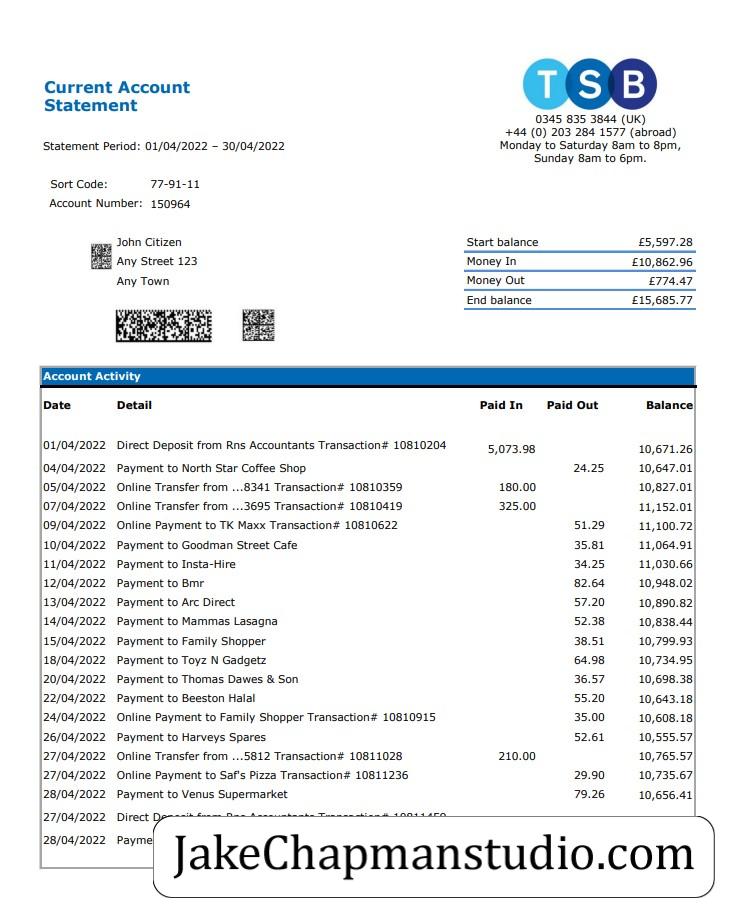 Current Account
Statement
T S B
0345 835 3844 (UK)
+44 (0) 203 284 1577 (abroad)
Monday to Saturday 8am to 8pm,
Sunday 8am to 6pm.
Statement Period: 01/04/2022 – 30/04/2022
Sort Code: 77-91-11
Account Number: 150964
John Citizen
Any Street 123
Any Town
Start balance £5,597.28
Money In £10,862.96
Money Out £774.47
End balance £15,685.77
Account Activity
Date Detail Paid In Paid Out Balance
01/04/2022 Direct Deposit from Rns Accountants Transaction# 10810204 5,073.98 10,671.26
04/04/2022 Payment to North Star Coffee Shop 24.25 10,647.01
05/04/2022 Online Transfer from ...8341 Transaction# 10810359 180.00 10,827.01
07/04/2022 Online Transfer from ...3695 Transaction# 10810419 325.00 11,152.01
09/04/2022 Online Payment to TK Maxx Transaction# 10810622 51.29 11,100.72
10/04/2022 Payment to Goodman Street Cafe 35.81 11,064.91
11/04/2022 Payment to Insta-Hire 34.25 11,030.66
12/04/2022 Payment to Bmr 82.64 10,948.02
13/04/2022 Payment to Arc Direct 57.20 10,890.82
14/04/2022 Payment to Mammas Lasagna 52.38 10,838.44
15/04/2022 Payment to Family Shopper 38.51 10,799.93
18/04/2022 Payment to Toyz N Gadgetz 64.98 10,734.95
20/04/2022 Payment to Thomas Dawes & Son 36.57 10,698.38
22/04/2022 Payment to Beeston Halal 55.20 10,643.18
24/04/2022 Online Payment to Family Shopper Transaction# 10810915 35.00 10,608.18
26/04/2022 Payment to Harveys Spares 52.61 10,555.57
27/04/2022 Online Transfer from ...5812 Transaction# 10811028 210.00 10,765.57
27/04/2022 Online Payment to Saf's Pizza Transaction# 10811236 29.90 10,735.67
28/04/2022 Payment to Venus Supermarket 79.26 10,656.41
27/04/2022 Direct Deposit from Rns Accountants Transaction#
28/04/2022 Payme
JakeChapmanstudio.com